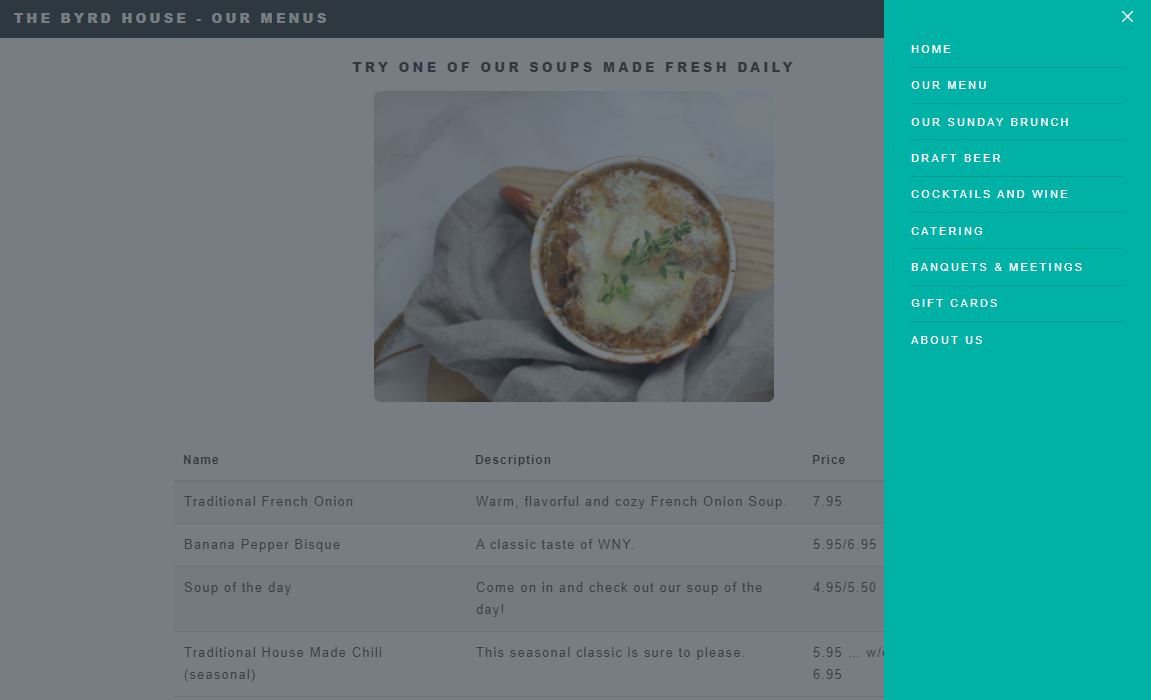 THE BYRD HOUSE - OUR MENUS
TRY ONE OF OUR SOUPS MADE FRESH DAILY
Name Description Price
Traditional French Onion Warm, flavorful and cozy French Onion Soup. 7.95
Banana Pepper Bisque A classic taste of WNY. 5.95/6.95
Soup of the day Come on in and check out our soup of the 4.95/5.50
day!
Traditional House Made Chili This seasonal classic is sure to please. 5.95 ...
(seasonal) 6.95
HOME
OUR MENU
OUR SUNDAY BRUNCH
DRAFT BEER
COCKTAILS AND WINE
CATERING
BANQUETS & MEETINGS
GIFT CARDS
ABOUT US